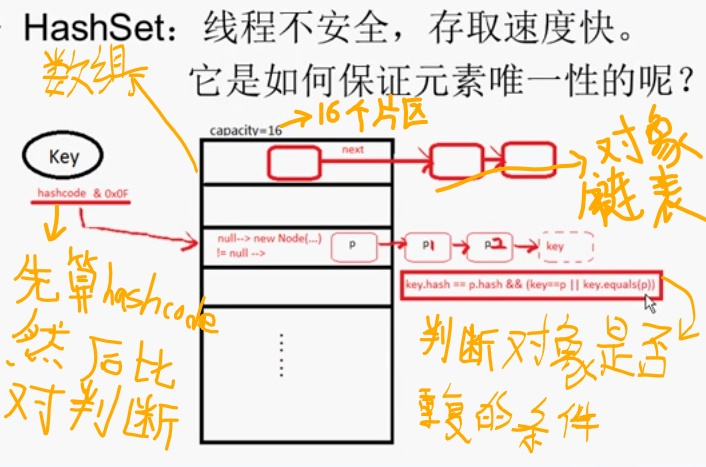 HashSet：线程不安全，存取速度快。
它是如何保证元素唯一性的呢？
数组
capacity=16
16个片区
Key
next
对象
链表
hashcode & 0x0F
null--> new Node(...)
!= null -->
p
p1
p2
key
key.hash == p.hash && (key==p || key.equals(p))
先算hashcode
然后比
对判断
判断对象是否
重复的条件